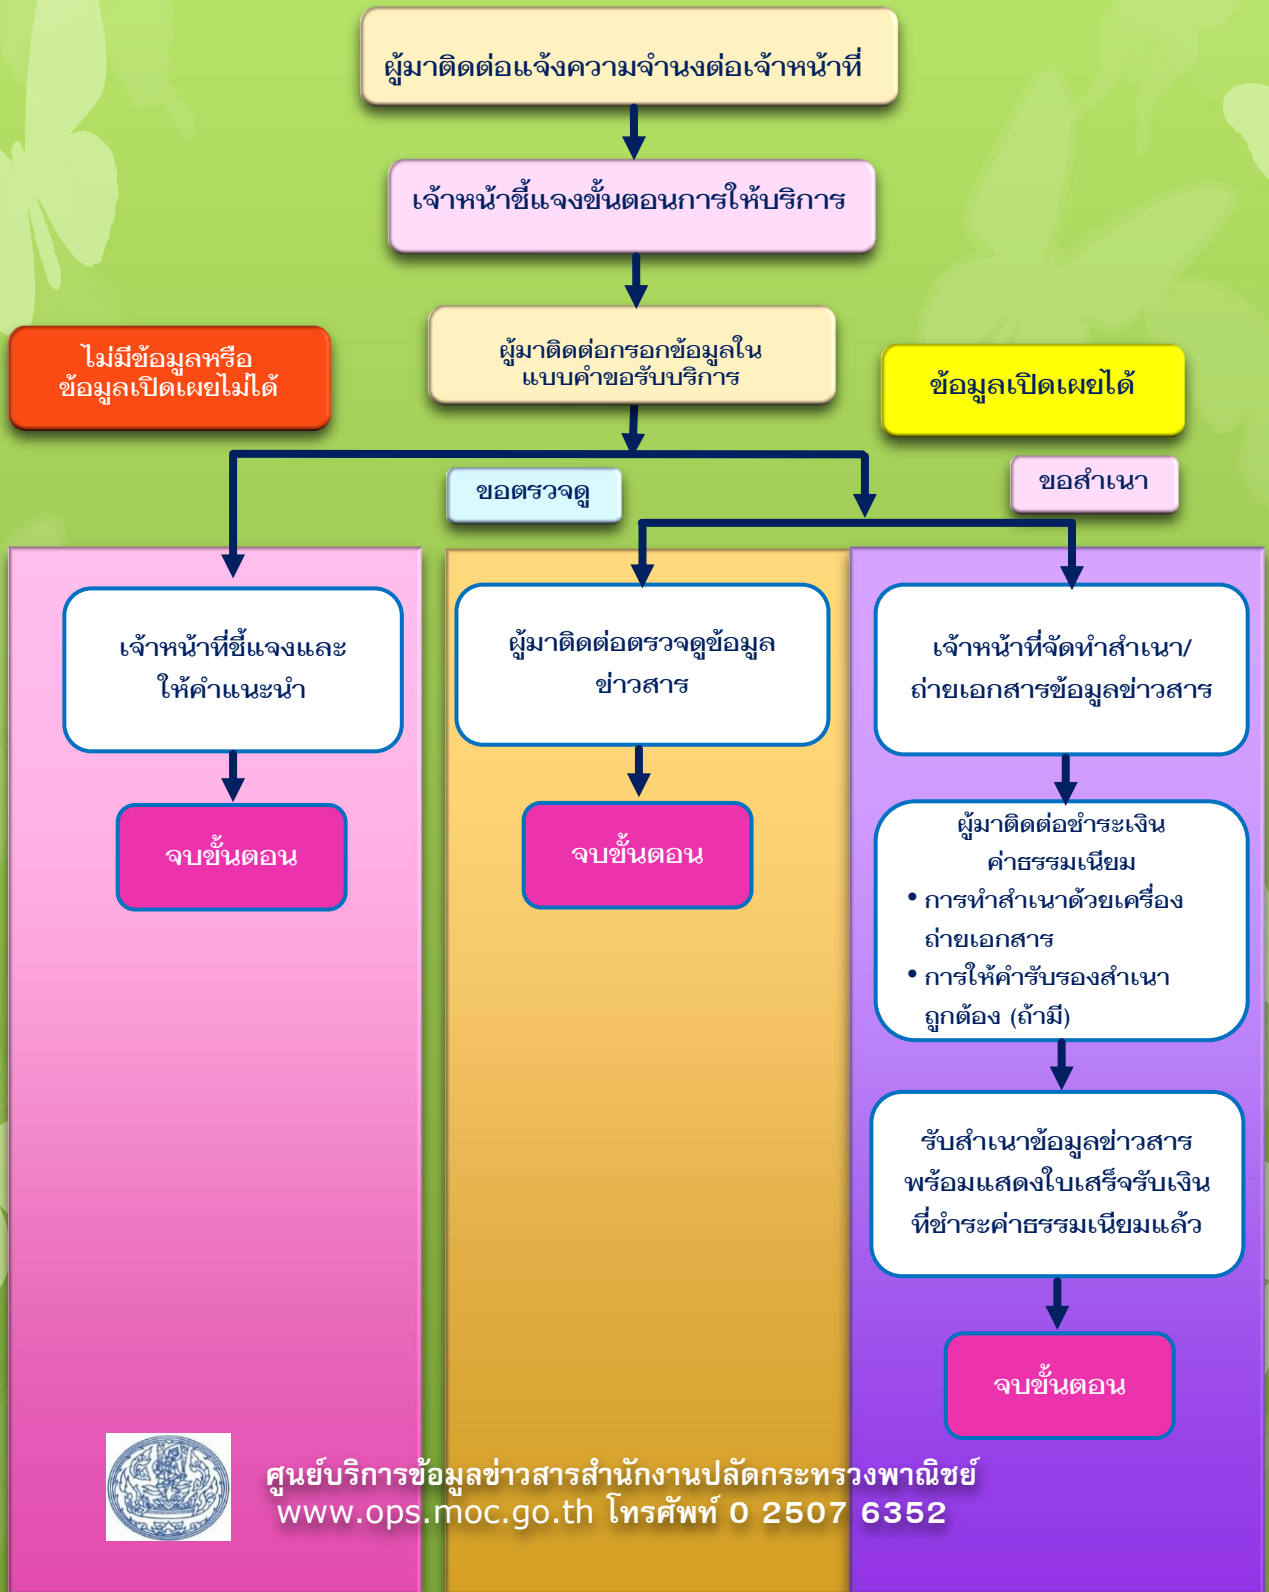 ผู้มาติดต่อแจ้งความจำนงต่อเจ้าหน้าที่
เจ้าหน้าชี้แจงขั้นตอนการให้บริการ
ผู้มาติดต่อกรอกข้อมูลใน
แบบคำขอรับบริการ
ไม่มีข้อมูลหรือ
ข้อมูลเปิดเผยไม่ได้
ข้อมูลเปิดเผยได้
ขอตรวจดู
ขอสำเนา
เจ้าหน้าที่ชี้แจงและ
ให้คำแนะนำ
จบขั้นตอน
ผู้มาติดต่อตรวจดูข้อมูล
ข่าวสาร
จบขั้นตอน
เจ้าหน้าที่จัดทำสำเนา/
ถ่ายเอกสารข้อมูลข่าวสาร
ผู้มาติดต่อชำระเงิน
ค่าธรรมเนียม
• การทำสำเนาด้วยเครื่อง
ถ่ายเอกสาร
• การให้คำรับรองสำเนา
ถูกต้อง (ถ้ามี)
รับสำเนาข้อมูลข่าวสาร
พร้อมแสดงใบเสร็จรับเงิน
ที่ชำระค่าธรรมเนียมแล้ว
จบขั้นตอน
ศูนย์บริการข้อมูลข่าวสารสำนักงานปลัดกระทรวงพาณิชย์
www.ops.moc.go.th โทรศัพท์ 0 2507 6352